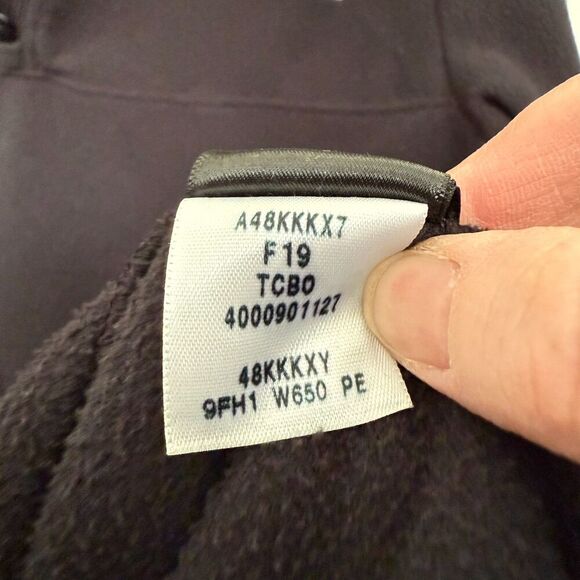 A48KKKX7
F19
TCBO
4000901127
48KKKXY
9FH1 W650 PE